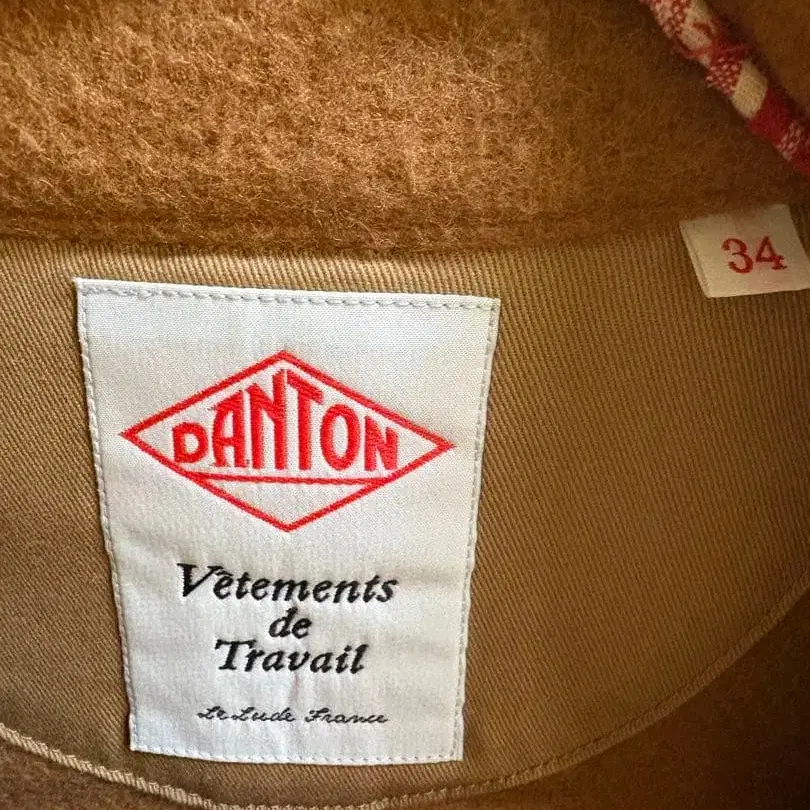 34
DANTON
Vêtements
de
Travail
Le Lude France